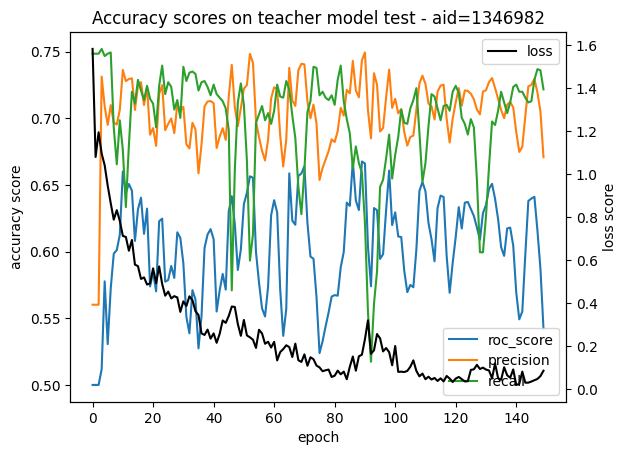 Accuracy scores on teacher model test - aid=1346982
loss
0.75
0.70
0.65
0.60
0.55
0.50
accuracy score
1.6
1.4
1.2
1.0
0.8
0.6
0.4
0.2
0.0
loss score
roc_score
precision
recall
0
20
40
60
80
100
120
140
epoch